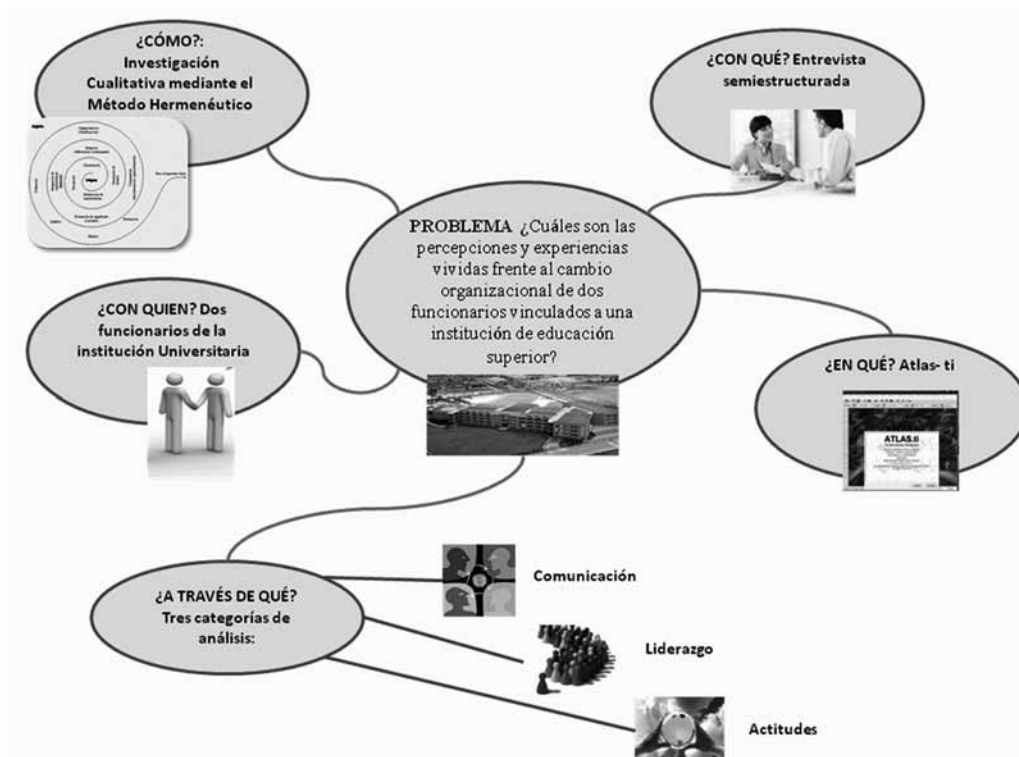 ¿CÓMO?:
Investigación
Cualitativa mediante el
Método Hermenéutico
¿CON QUÉ? Entrevista
semiestructurada
PROBLEMA ¿Cuáles son las
percepciones y experiencias
vividas frente al cambio
organizacional de dos
funcionarios vinculados a una
institución de educación
superior?
¿CON QUIEN? Dos
funcionarios de la
institución Universitaria
¿EN QUÉ? Atlas- ti
ATLAS.ti
¿A TRAVÉS DE QUÉ?
Tres categorías de
análisis:
Comunicación
Liderazgo
Actitudes